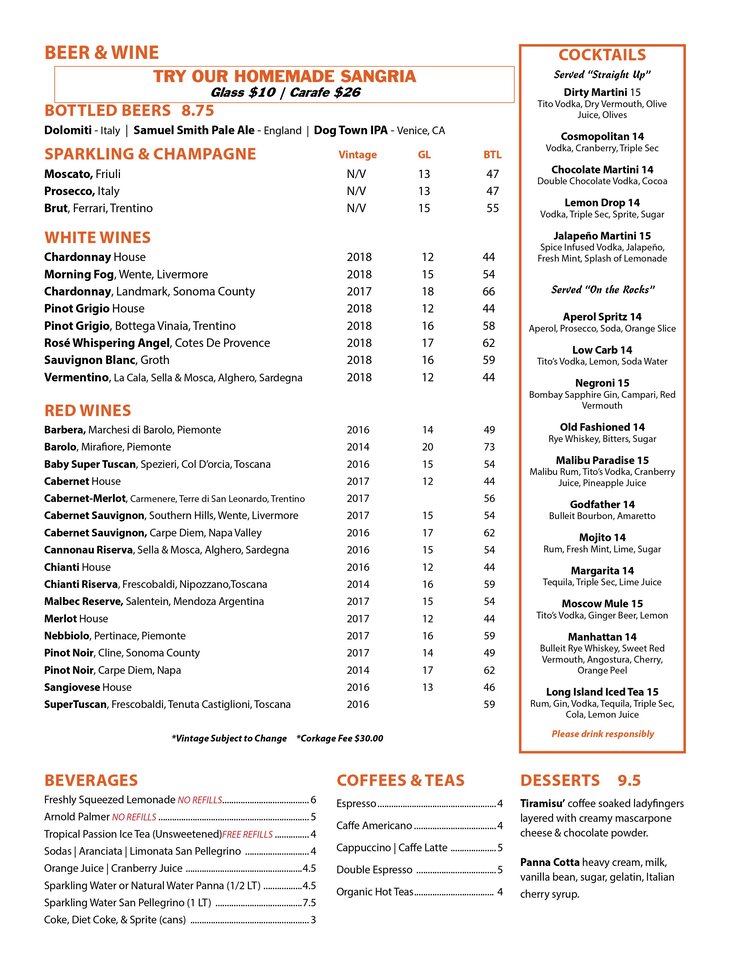 BEER & WINE
TRY OUR HOMEMADE SANGRIA
Glass $10 | Carafe $26
BOTTLED BEERS 8.75
Dolomiti - Italy | Samuel Smith Pale Ale - England | Dog Town IPA - Venice, CA
SPARKLING & CHAMPAGNE Vintage GL BTL
Moscato, Friuli N/V 13 47
Prosecco, Italy N/V 13 47
Brut, Ferrari, Trentino N/V 15 55
WHITE WINES
Chardonnay House 2018 12 44
Morning Fog, Wente, Livermore 2018 15 54
Chardonnay, Landmark, Sonoma County 2017 18 66
Pinot Grigio House 2018 12 44
Pinot Grigio, Bottega Vinaia, Trentino 2018 16 58
Rosé Whispering Angel, Cotes De Provence 2018 17 62
Sauvignon Blanc, Groth 2018 16 59
Vermentino, La Cala, Sella & Mosca, Alghero, Sardegna 2018 12 44
RED WINES
Barbera, Marchesi di Barolo, Piemonte 2016 14 49
Barolo, Mirafiore, Piemonte 2014 20 73
Baby Super Tuscan, Spezieri, Col D'orcia, Toscana 2016 15 54
Cabernet House 2017 12 44
Cabernet-Merlot, Carmenere, Terre di San Leonardo, Trentino 2017 56
Cabernet Sauvignon, Southern Hills, Wente, Livermore 2017 15 54
Cabernet Sauvignon, Carpe Diem, Napa Valley 2016 17 62
Cannonau Riserva, Sella & Mosca, Alghero, Sardegna 2016 15 54
Chianti House 2016 12 44
Chianti Riserva, Frescobaldi, Nipozzano,Toscana 2014 16 59
Malbec Reserve, Salentein, Mendoza Argentina 2017 15 54
Merlot House 2017 12 44
Nebbiolo, Pertinace, Piemonte 2017 16 59
Pinot Noir, Cline, Sonoma County 2017 14 49
Pinot Noir, Carpe Diem, Napa 2014 17 62
Sangiovese House 2016 13 46
SuperTuscan, Frescobaldi, Tenuta Castiglioni, Toscana 2016 59
*Vintage Subject to Change *Corkage Fee $30.00
COCKTAILS
Served "Straight Up"
Dirty Martini 15
Tito Vodka, Dry Vermouth, Olive
Juice, Olives
Cosmopolitan 14
Vodka, Cranberry, Triple Sec
Chocolate Martini 14
Double Chocolate Vodka, Cocoa
Lemon Drop 14
Vodka, Triple Sec, Sprite, Sugar
Jalapeño Martini 15
Spice Infused Vodka, Jalapeño,
Fresh Mint, Splash of Lemonade
Served "On the Rocks"
Aperol Spritz 14
Aperol, Prosecco, Soda, Orange Slice
Low Carb 14
Tito's Vodka, Lemon, Soda Water
Negroni 15
Bombay Sapphire Gin, Campari, Red
Vermouth
Old Fashioned 14
Rye Whiskey, Bitters, Sugar
Malibu Paradise 15
Malibu Rum, Tito's Vodka, Cranberry
Juice, Pineapple Juice
Godfather 14
Bulleit Bourbon, Amaretto
Mojito 14
Rum, Fresh Mint, Lime, Sugar
Margarita 14
Tequila, Triple Sec, Lime Juice
Moscow Mule 15
Tito's Vodka, Ginger Beer, Lemon
Manhattan 14
Bulleit Rye Whiskey, Sweet Red
Vermouth, Angostura, Cherry,
Orange Peel
Long Island Iced Tea 15
Rum, Gin, Vodka, Tequila, Triple Sec,
Cola, Lemon Juice
Please drink responsibly
BEVERAGES
Freshly Squeezed Lemonade NO REFILLS 6
Arnold Palmer NO REFILLS 5
Tropical Passion Ice Tea (Unsweetened)FREE REFILLS 4
Sodas | Aranciata | Limonata San Pellegrino 4
Orange Juice | Cranberry Juice 4.5
Sparkling Water or Natural Water Panna (1/2 LT) 4.5
Sparkling Water San Pellegrino (1 LT) 7.5
Coke, Diet Coke, & Sprite (cans) 3
COFFEES & TEAS
Espresso 4
Caffe Americano 4
Cappuccino | Caffe Latte 5
Double Espresso 5
Organic Hot Teas 4
DESSERTS 9.5
Tiramisu' coffee soaked ladyfingers
layered with creamy mascarpone
cheese & chocolate powder.
Panna Cotta heavy cream, milk,
vanilla bean, sugar, gelatin, Italian
cherry syrup.